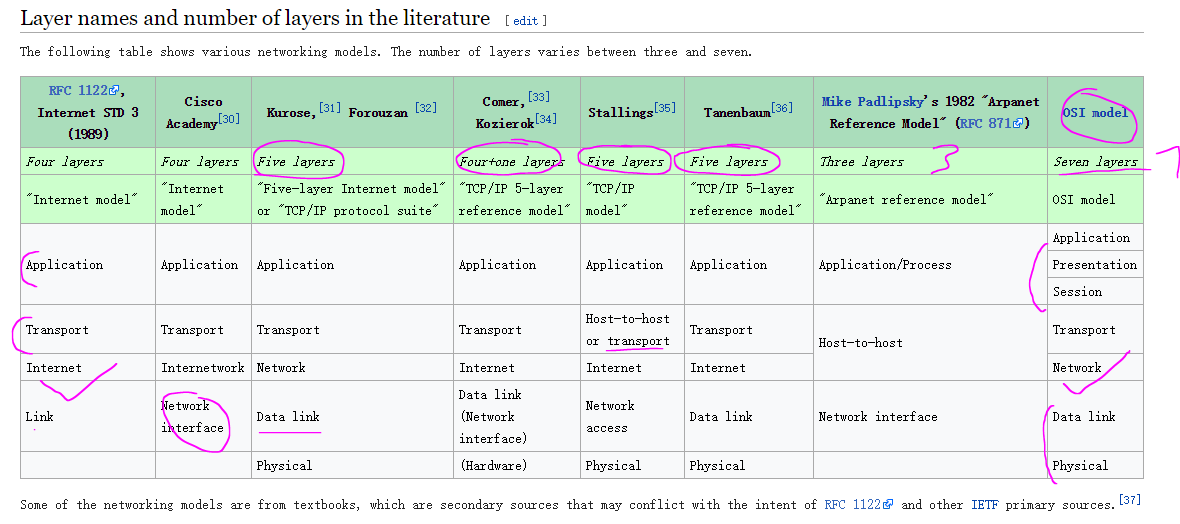 Layer names and number of layers in the literature [ edit ]
The following table shows various networking models. The number of layers varies between three and seven.
RFC 1122, Internet STD 3 (1989)
Cisco Academy[30]
Kurose,[31] Forouzan [32]
Comer,[33] Kozierok[34]
Stallings[35]
Tanenbaum[36]
Mike Padlipsky's 1982 "Arpanet Reference Model" (RFC 871)
OSI model
Four layers
Four layers
Five layers
Four+one layers
Five layers
Five layers
Three layers
3
Seven layers
7
"Internet model"
"Internet model"
"Five-layer Internet model" or "TCP/IP protocol suite"
"TCP/IP 5-layer reference model"
"TCP/IP model"
"TCP/IP 5-layer reference model"
"Arpanet reference model"
OSI model
Application
Application
Application
Application
Application
Application
Application/Process
Application
Presentation
Session
Transport
Transport
Transport
Transport
Host-to-host or transport
Transport
Host-to-host
Transport
Internet
Internetwork
Network
Internet
Internet
Internet
Network
Link
Network interface
Data link
Data link (Network interface)
Network access
Data link
Network interface
Data link
Physical
(Hardware)
Physical
Physical
Physical
Some of the networking models are from textbooks, which are secondary sources that may conflict with the intent of RFC 1122 and other IETF primary sources.[37]